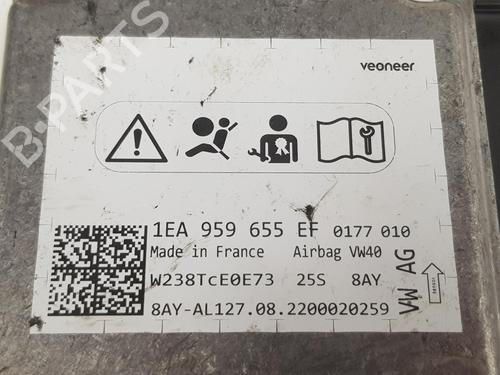 veoneer
1EA 959 655 EF 0177 010
Made in France Airbag VW40
W238TcE0E73 25S 8AY
8AY-AL127.08.2200020259
VW AG
B-PARTS